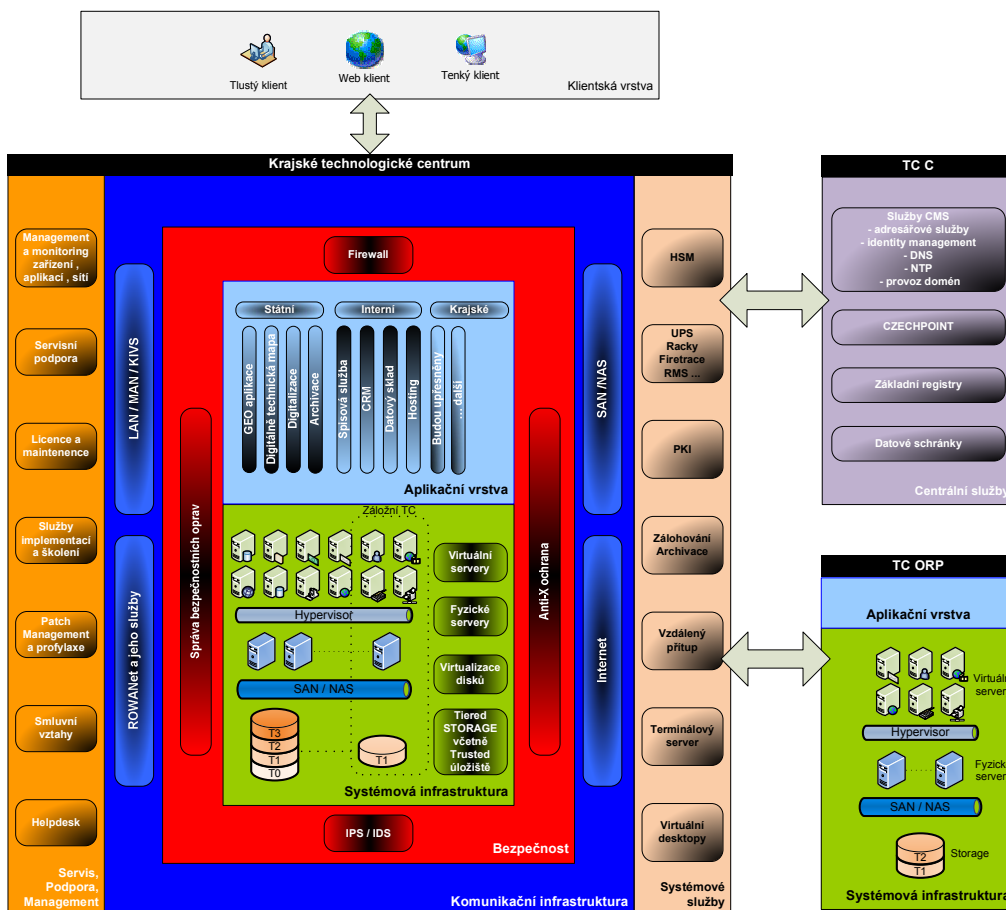 Tlustý klient
Web klient
Tenký klient
Klientská vrstva
Krajské technologické centrum
Management
a monitoring
zařízení ,
aplikací , sítí
Servisní
podpora
Licence a
maintenence
Služby
implementací
a školení
Patch
Management
a profylaxe
Smluvní
vztahy
Helpdesk
Servis,
Podpora,
Management
LAN / MAN / KIVS
ROWANet a jeho služby
Správa bezpečnostních oprav
Firewall
Státní
Interní
Krajské
GEO aplikace
Digitálně technická mapa
Digitalizace
Archivace
Spisová služba
CRM
Datový sklad
Hosting
Budou upřesněny
... další
Aplikační vrstva
Záložní TC
Hypervisor
SAN / NAS
T3
T2
T1
T0
T1
Virtuální
servery
Fyzické
servery
Virtualizace
disků
Tiered
STORAGE
včetně
Trusted
úložiště
Systémová infrastruktura
IPS / IDS
Bezpečnost
Anti-X ochrana
SAN /NAS
Internet
Komunikační infrastruktura
HSM
UPS
Racky
Firetrace
RMS ...
PKI
Zálohování
Archivace
Vzdálený
přítup
Terminálový
server
Virtuální
desktopy
Systémové
služby
TC C
Služby CMS
- adresářové služby
- identity management
- DNS
- NTP
- provoz domén
CZECHPOINT
Základní registry
Datové schránky
Centrální služby
TC ORP
Aplikační vrstva
Virtuální
server
Hypervisor
Fyzické
server
SAN / NAS
T2
T1
Storage
Systémová infrastruktura